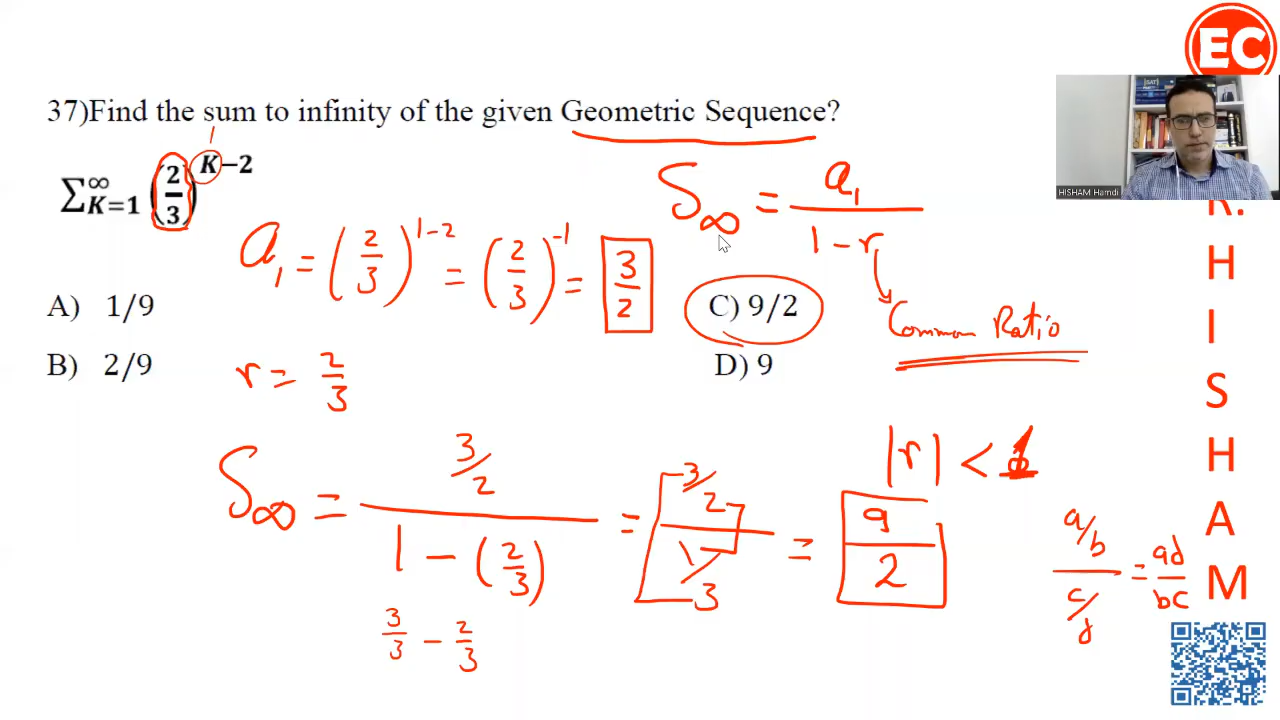 EC
37)Find the sum to infinity of the given Geometric Sequence?
∑_{K=1}^{∞} (2/3)^{K−2}
1
S∞ = a₁ / (1 − r)
Common Ratio
a₁ = (2/3)^{1−2} = (2/3)^{−1} = 3/2
A) 1/9
C) 9/2
B) 2/9
D) 9
r = 2/3
|r| < 1
S∞ = (3/2) / (1 − (2/3)) = (3/2) / (1/3) = 9/2
3/3 − 2/3
(a/b) / (c/d) = ad/bc
HISHAM Hamdi
R.
H
I
S
H
A
M